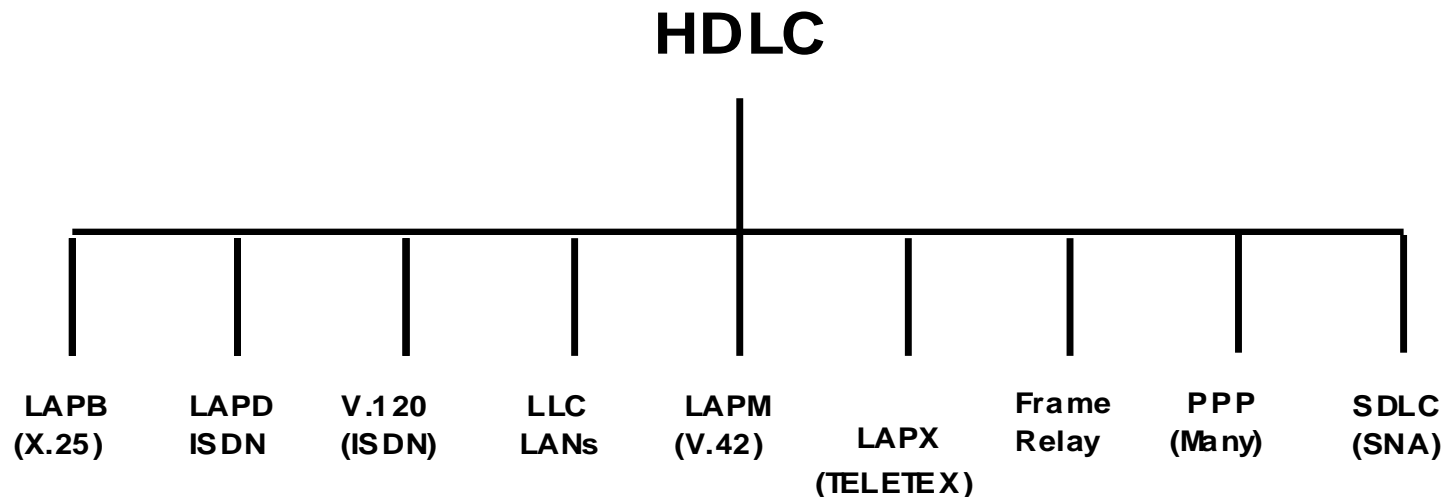 HDLC
LAPB
(X.25)
LAPD
ISDN
V.120
(ISDN)
LLC
LANs
LAPM
(V.42)
LAPX
(TELETEX)
Frame
Relay
PPP
(Many)
SDLC
(SNA)